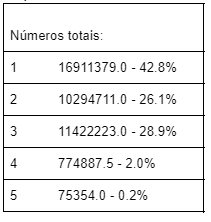 Números totais:
1 16911379.0 - 42.8%
2 10294711.0 - 26.1%
3 11422223.0 - 28.9%
4 774887.5 - 2.0%
5 75354.0 - 0.2%